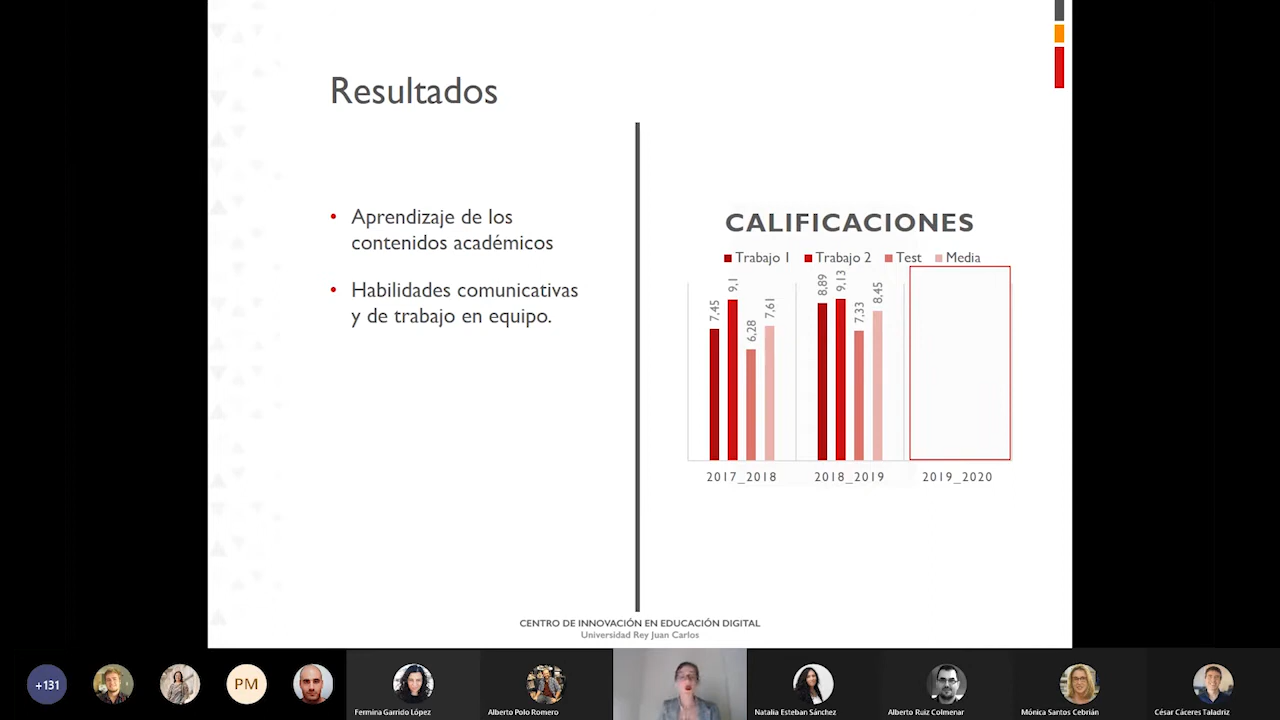 Resultados
• Aprendizaje de los
contenidos académicos
• Habilidades comunicativas
y de trabajo en equipo.
CALIFICACIONES
Trabajo 1 Trabajo 2 Test Media
7,45 9,1 6,28 7,61 8,89 9,13 7,33 8,45
2017_2018 2018_2019 2019_2020
CENTRO DE INNOVACIÓN EN EDUCACIÓN DIGITAL
Universidad Rey Juan Carlos
+131 PM
Fermina Garrido López Alberto Polo Romero Natalia Esteban Sánchez Alberto Ruiz Colmenar Mónica Santos Cebrián César Cáceres Taladriz